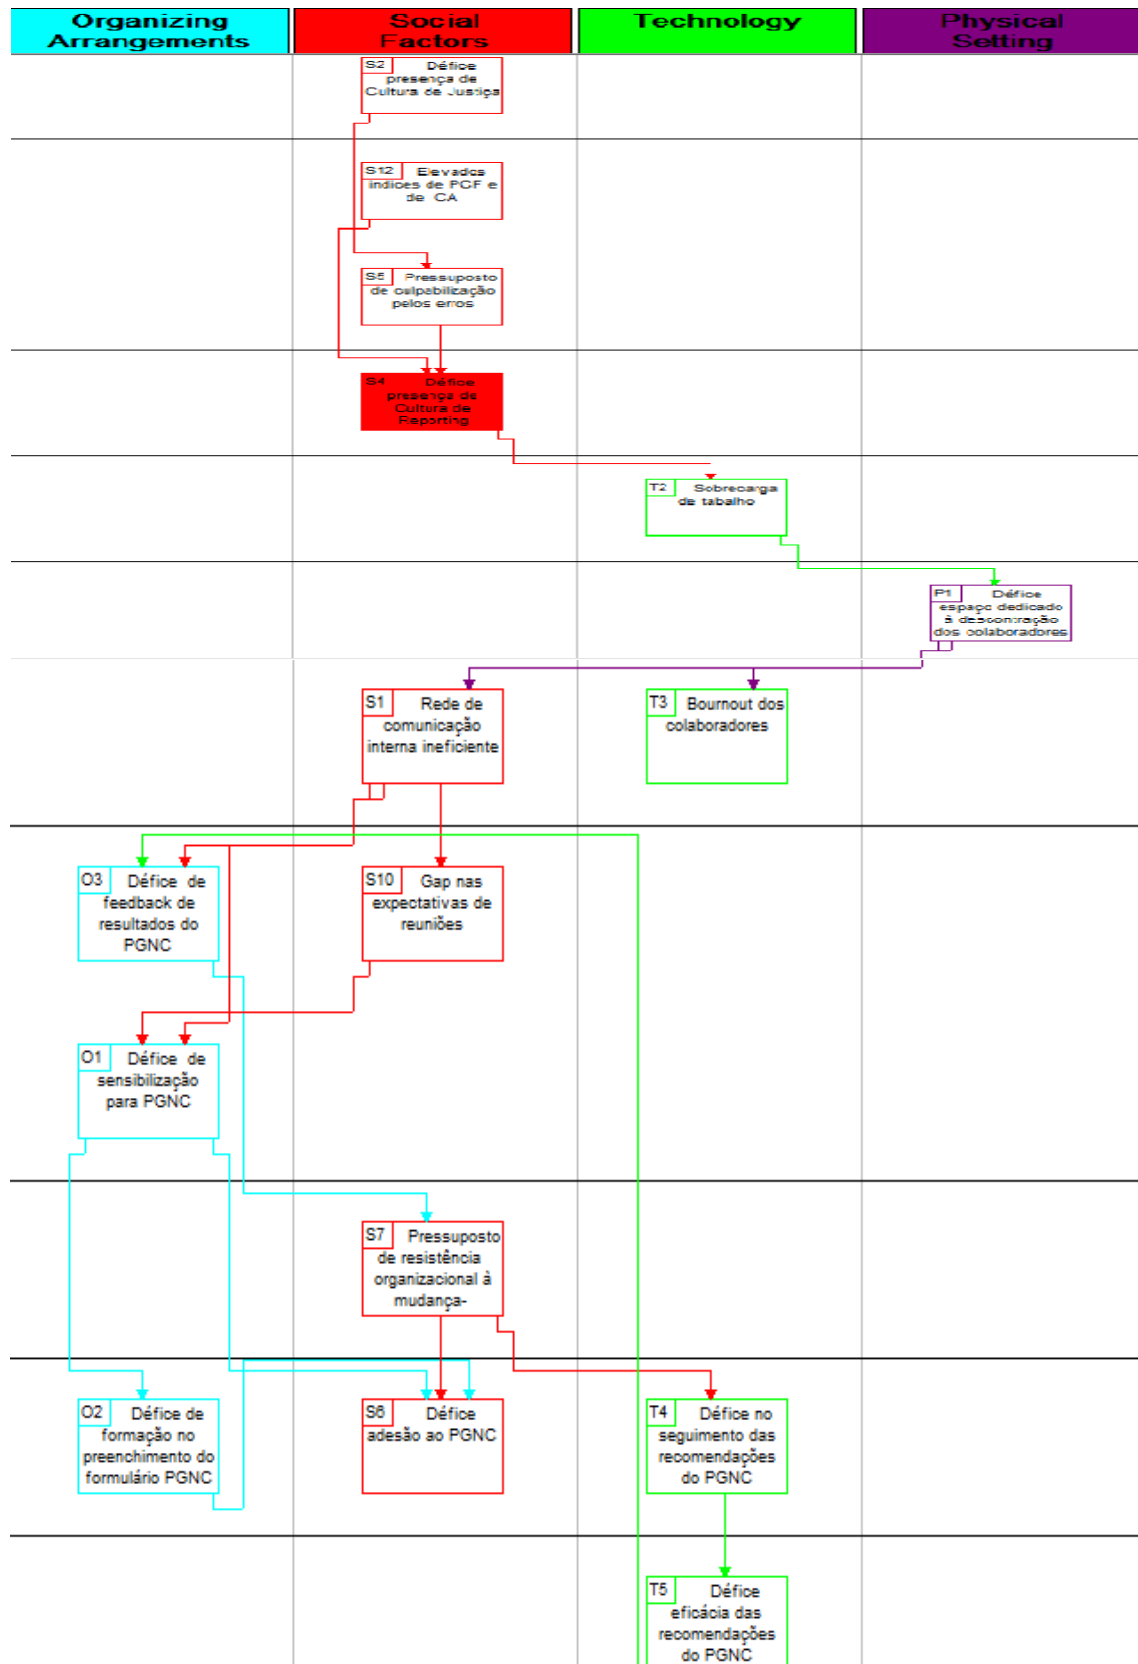 Organizing
Arrangements
Social
Factors
Technology
Physical
Setting
S2 Défice
presença de
Cultura de Justiça
S12 Elevados
índices de PCF e
de CA
S5 Pressuposto
de culpabilização
pelos erros
S4 Défice
presença de
Cultura de
Reporting
T2 Sobrecarga
de tabalho
P1 Défice
espaço dedicado
à descontração
dos colaboradores
S1 Rede de
comunicação
interna ineficiente
T3 Bournout dos
colaboradores
O3 Défice de
feedback de
resultados do
PGNC
S10 Gap nas
expectativas de
reuniões
O1 Défice de
sensibilização
para PGNC
S7 Pressuposto
de resistência
organizacional à
mudança-
O2 Défice de
formação no
preenchimento do
formulário PGNC
S6 Défice
adesão ao PGNC
T4 Défice no
seguimento das
recomendações
do PGNC
T5 Défice
eficácia das
recomendações
do PGNC